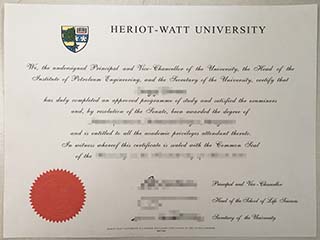 HERIOT-WATT UNIVERSITY
We, the undersigned Principal and Vice-Chancellor of the University, the Head of the
Institute of Petroleum Engineering, and the Secretary of the University, certify that
has duly completed an approved programme of study and satisfied the examiners
and, by resolution of the Senate, has been awarded the degree of
and is entitled to all the academic privileges attendant thereto.
In witness whereof this certificate is sealed with the Common Seal
of the
Principal and Vice-Chancellor
Head of the School of Life Sciences
Secretary of the University